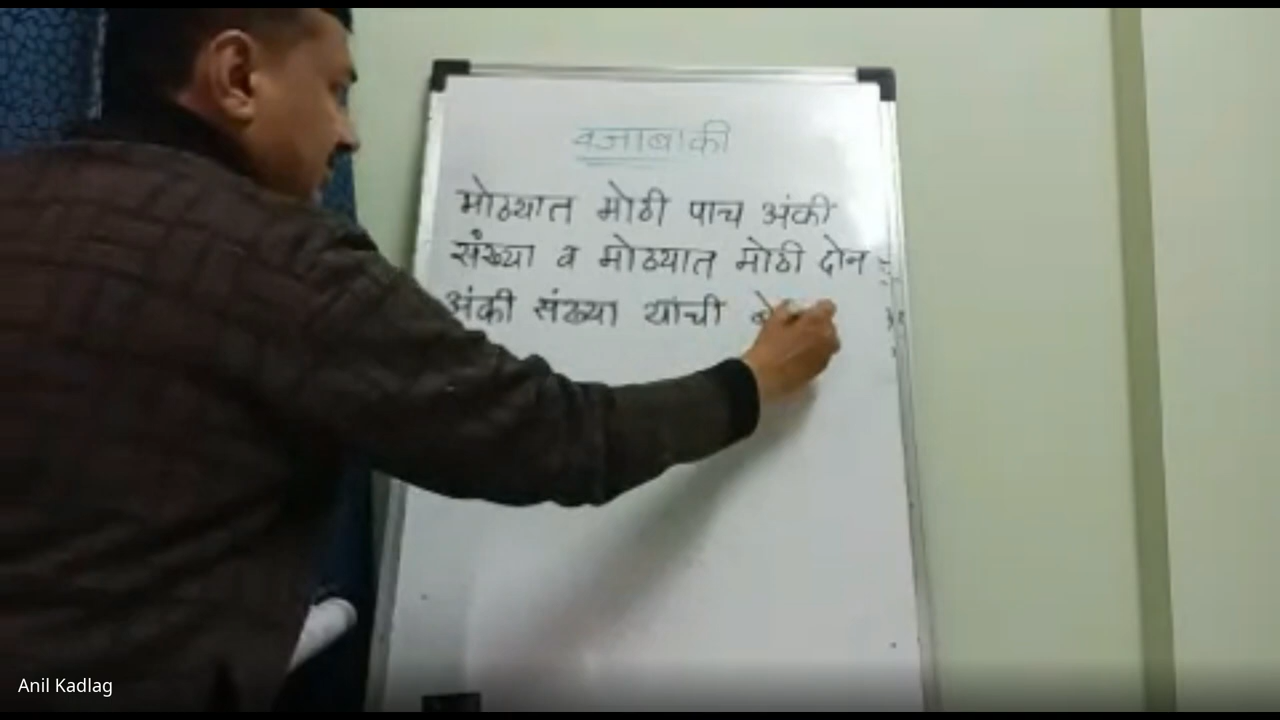 वजाबाकी
मोठ्यात मोठी पाच अंकी
संख्या व मोठ्यात मोठी दोन
अंकी संख्या यांची
Anil Kadlag